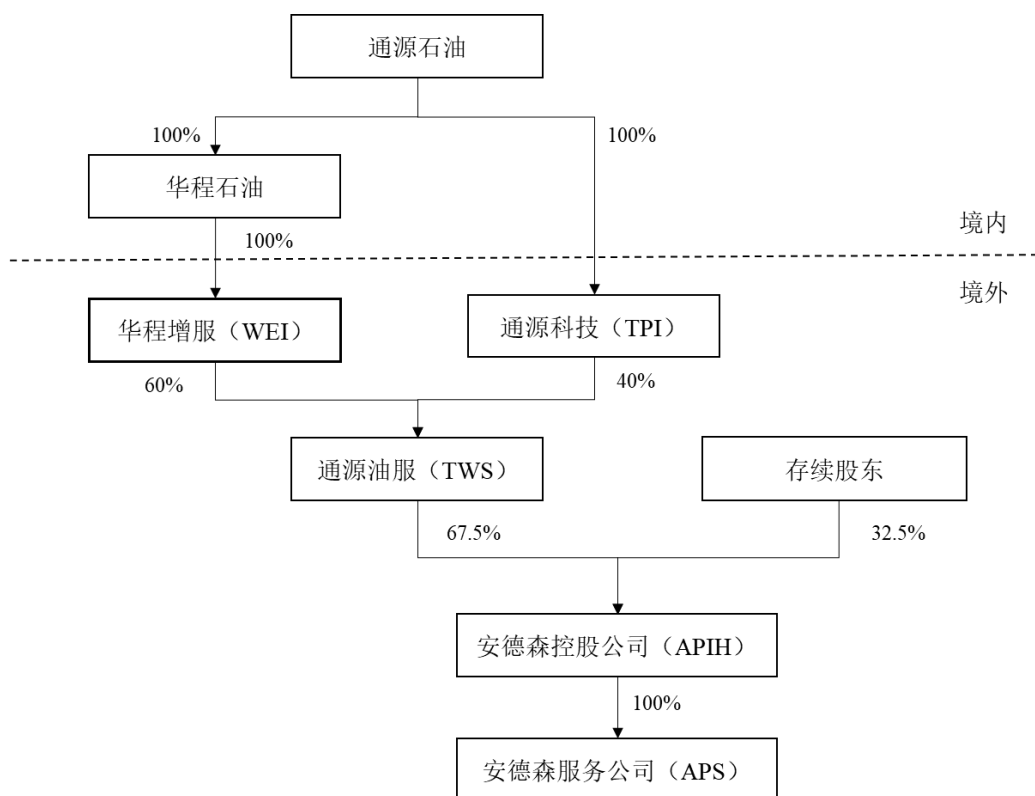 通源石油
100%
100%
华程石油
100%
境内
境外
华程增服（WEI）
通源科技（TPI）
60%
40%
通源油服（TWS）
存续股东
67.5%
32.5%
安德森控股公司（APIH）
100%
安德森服务公司（APS）